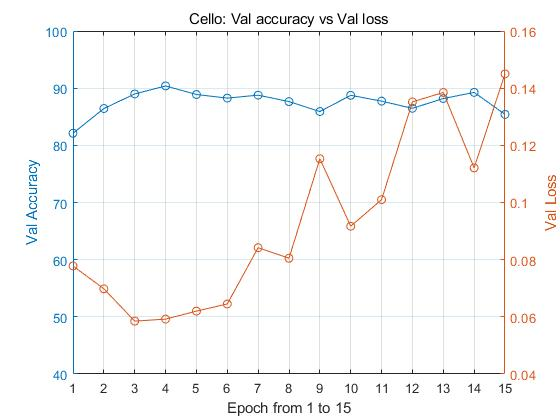 Cello: Val accuracy vs Val loss
100
90
80
70
60
50
40
Val Accuracy
0.16
0.14
0.12
0.1
0.08
0.06
0.04
Val Loss
1 2 3 4 5 6 7 8 9 10 11 12 13 14 15
Epoch from 1 to 15